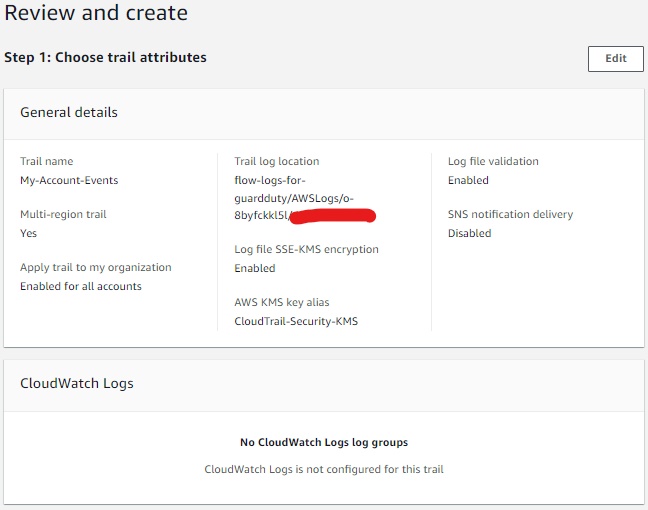 Review and create
Step 1: Choose trail attributes
Edit
General details
Trail name
My-Account-Events
Multi-region trail
Yes
Apply trail to my organization
Enabled for all accounts
Trail log location
flow-logs-for-
guardduty/AWSLogs/o-
8byfckkl5l/
Log file SSE-KMS encryption
Enabled
AWS KMS key alias
CloudTrail-Security-KMS
Log file validation
Enabled
SNS notification delivery
Disabled
CloudWatch Logs
No CloudWatch Logs log groups
CloudWatch Logs is not configured for this trail